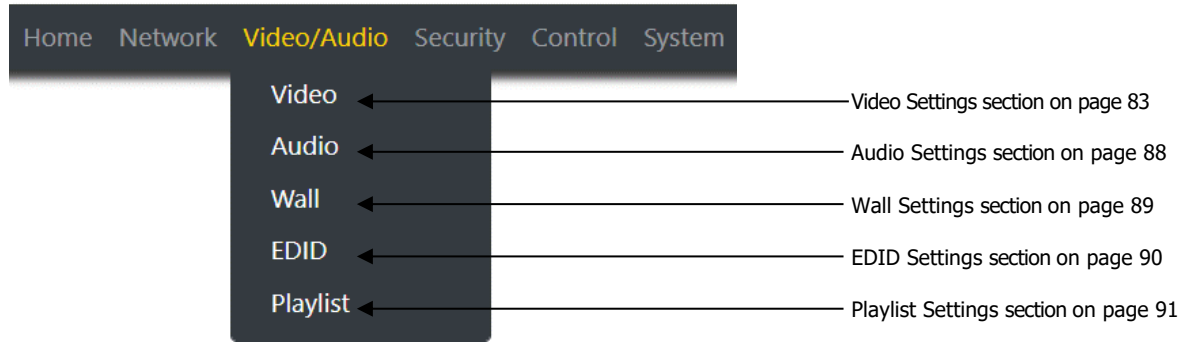 Home Network Video/Audio Security Control System
Video Video Settings section on page 83
Audio Audio Settings section on page 88
Wall Wall Settings section on page 89
EDID EDID Settings section on page 90
Playlist Playlist Settings section on page 91